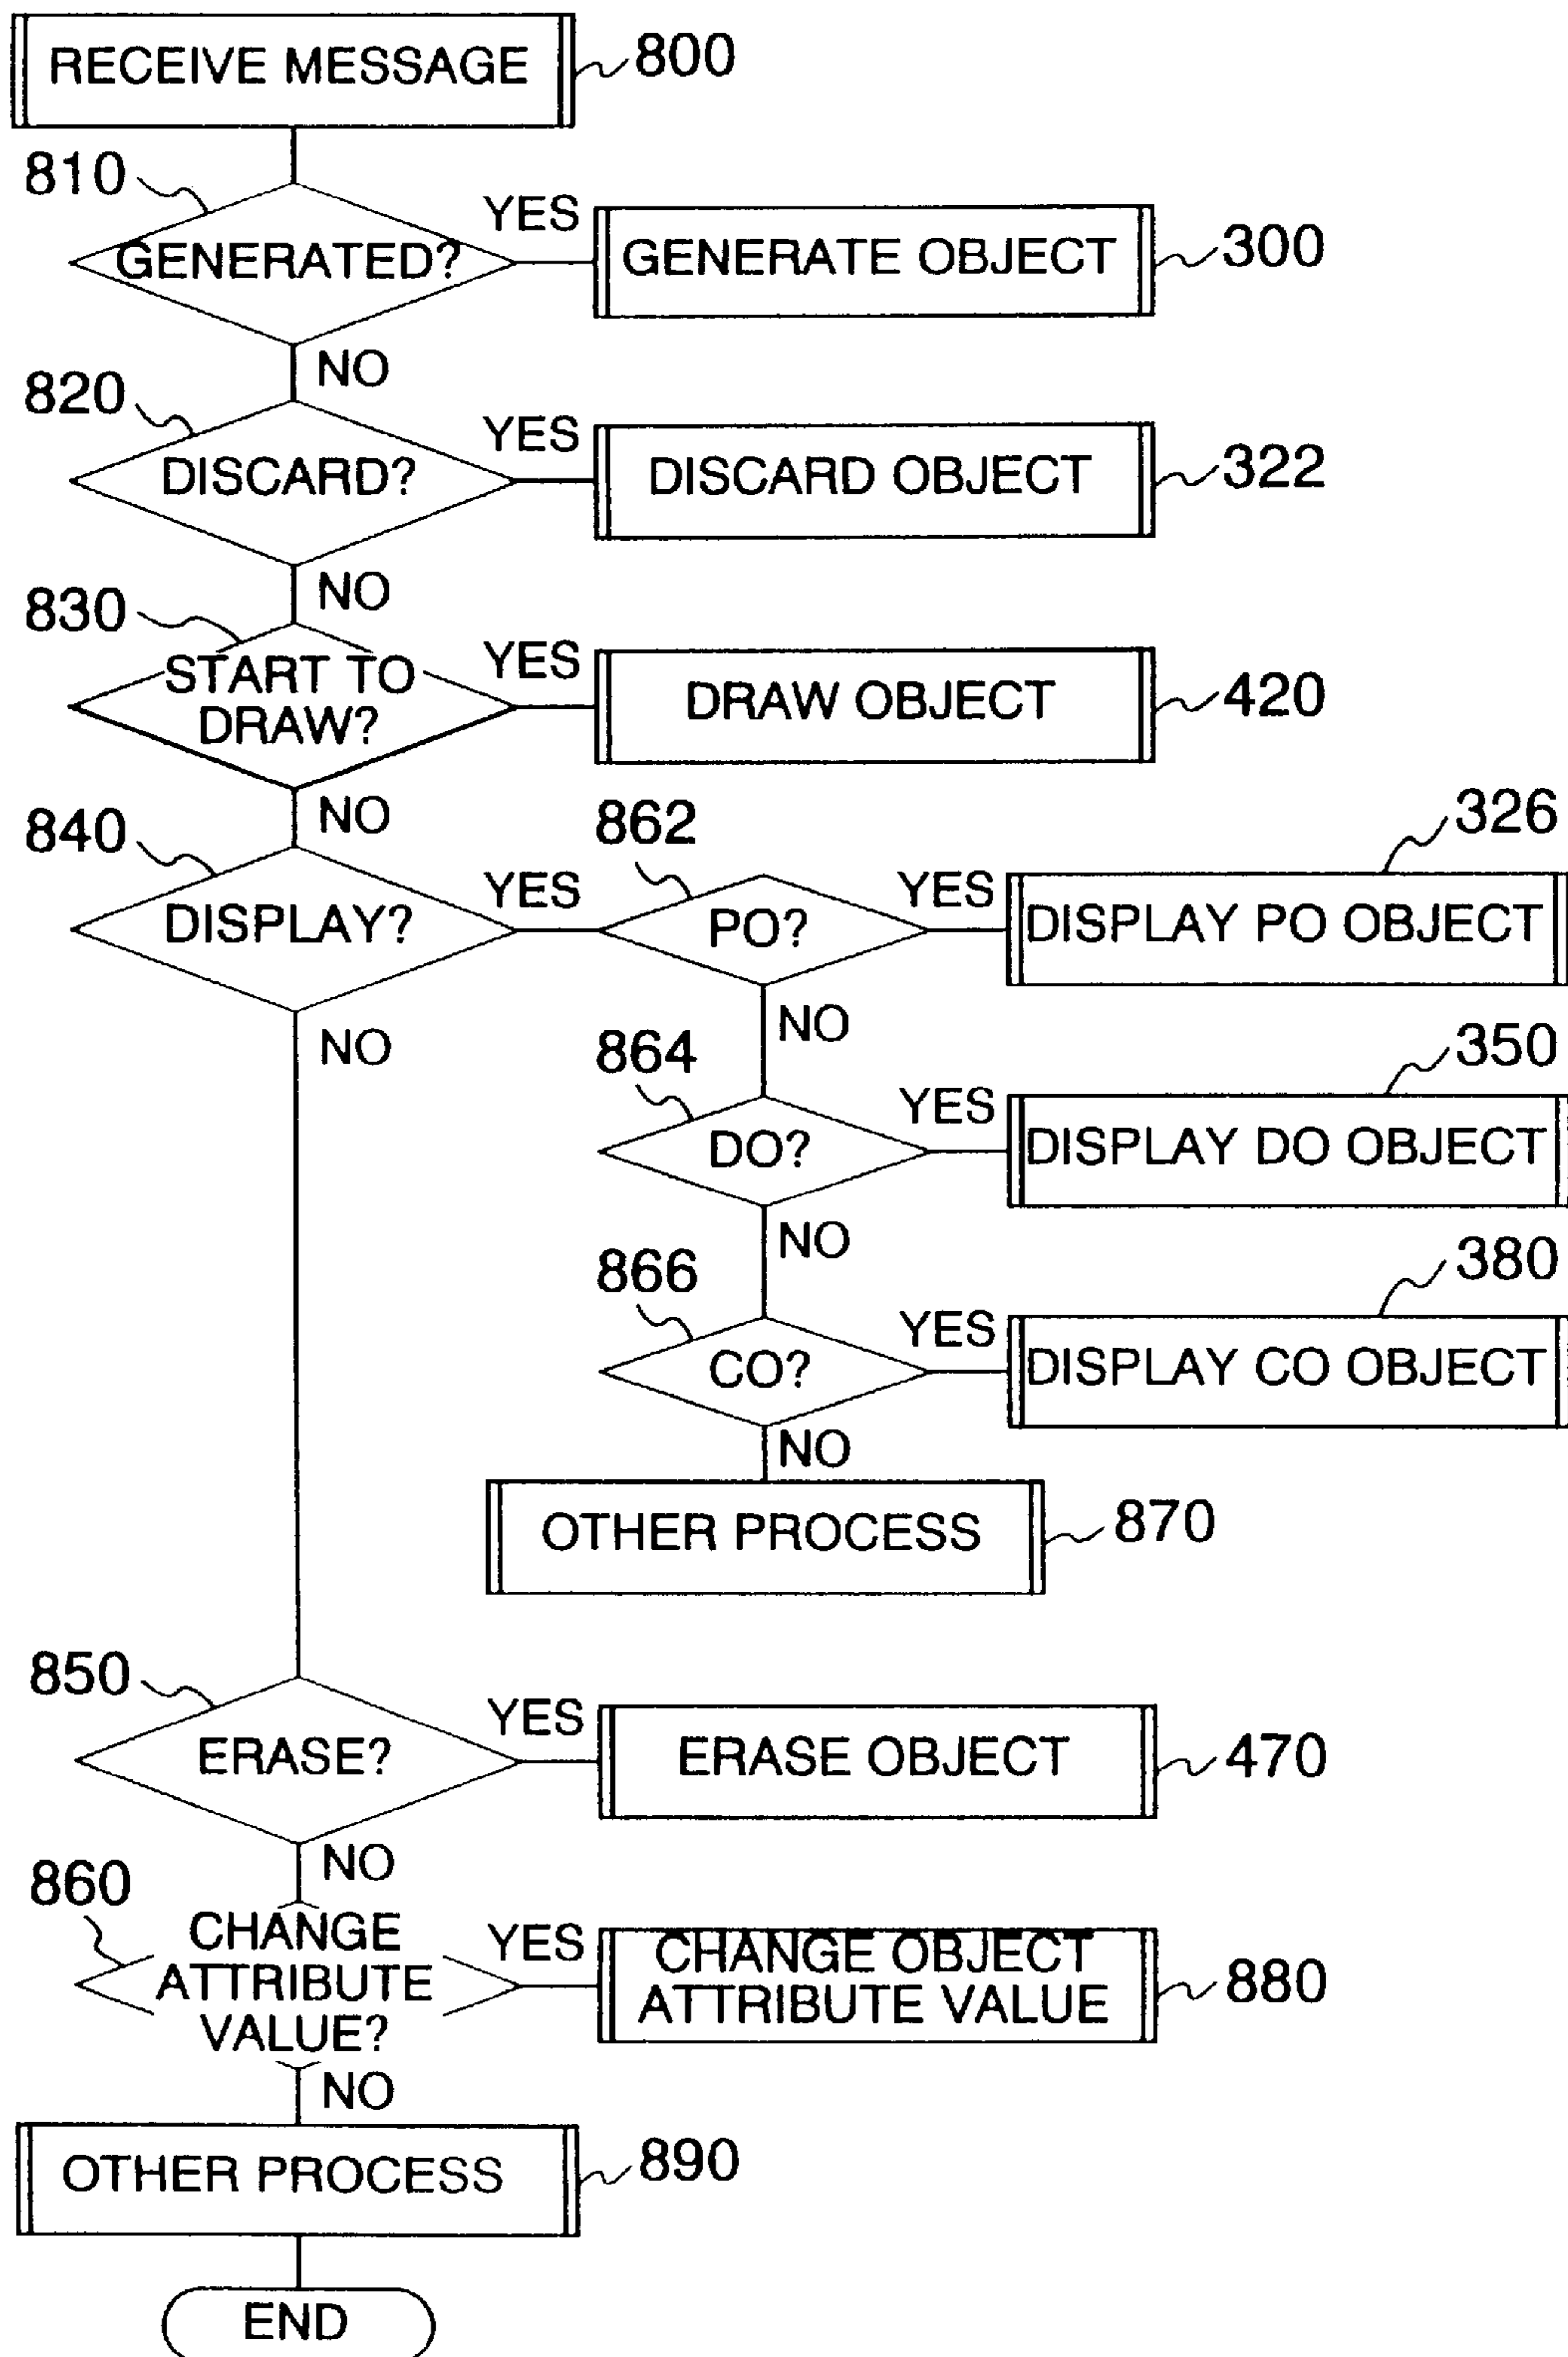 RECEIVE MESSAGE
800
810
GENERATED?
YES
GENERATE OBJECT
300
NO
820
DISCARD?
YES
DISCARD OBJECT
322
NO
830
START TO
DRAW?
YES
DRAW OBJECT
420
NO
840
DISPLAY?
YES
862
PO?
YES
326
DISPLAY PO OBJECT
NO
NO
864
DO?
YES
350
DISPLAY DO OBJECT
NO
866
CO?
YES
380
DISPLAY CO OBJECT
NO
OTHER PROCESS
870
850
ERASE?
YES
ERASE OBJECT
470
NO
860
CHANGE
ATTRIBUTE
VALUE?
YES
CHANGE OBJECT
ATTRIBUTE VALUE
880
NO
OTHER PROCESS
890
END